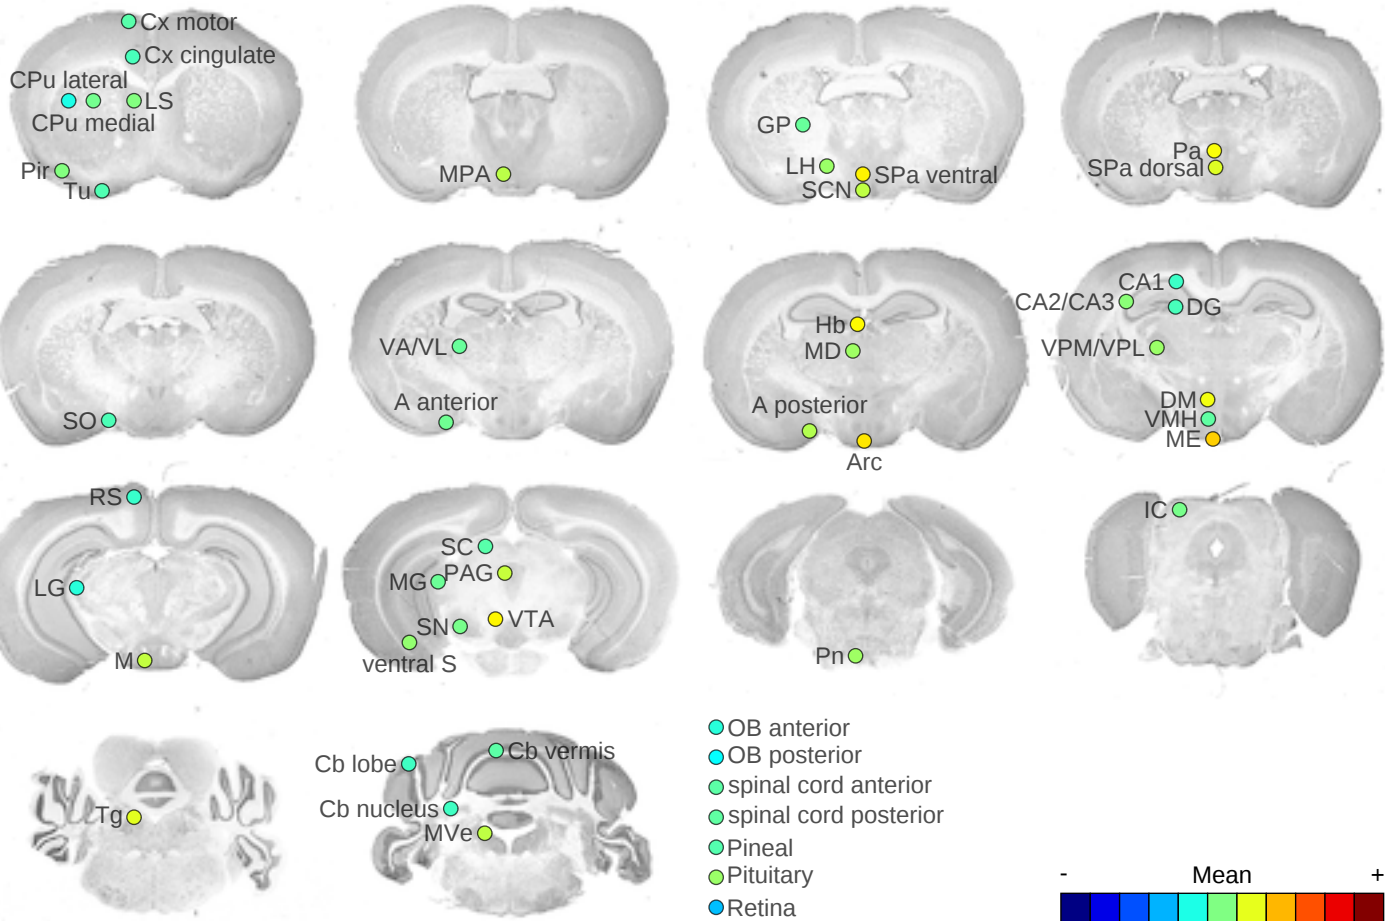 Cx motor
Cx cingulate
CPu lateral
LS
CPu medial
Pir
Tu
MPA
GP
LH
SPa ventral
SCN
Pa
SPa dorsal
SO
VA/VL
A anterior
Hb
MD
A posterior
Arc
CA1
CA2/CA3
DG
VPM/VPL
DM
VMH
ME
RS
LG
M
SC
MG
PAG
SN
VTA
ventral S
Pn
IC
Tg
Cb lobe
Cb vermis
Cb nucleus
MVe
OB anterior
OB posterior
spinal cord anterior
spinal cord posterior
Pineal
Pituitary
Retina
- Mean +